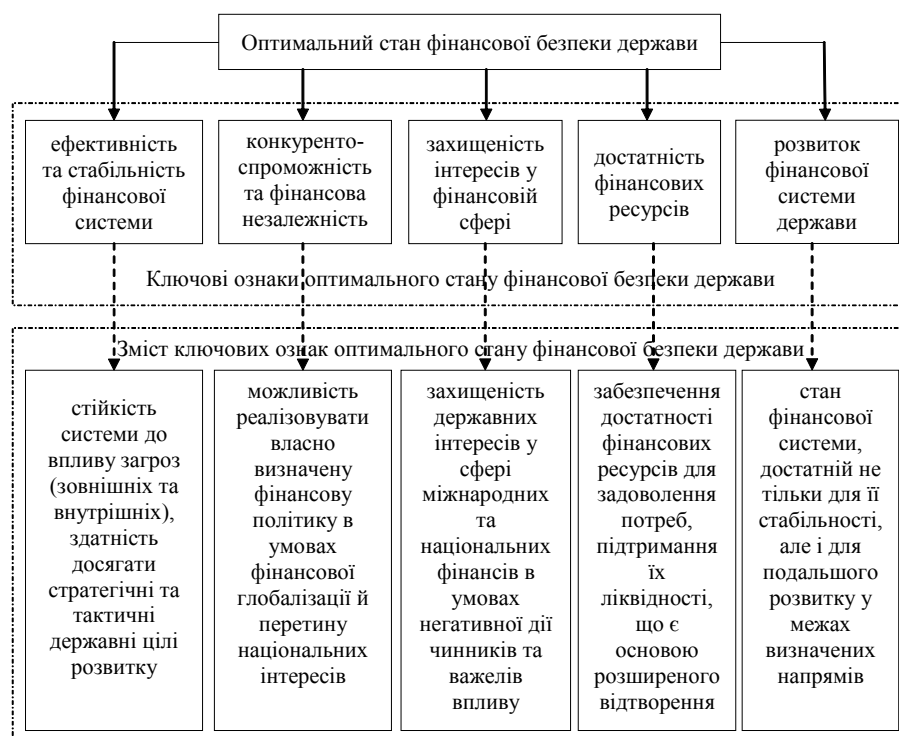 Оптимальний стан фінансової безпеки держави
ефективність
та стабільність
фінансової
системи
конкуренто-
спроможність
та фінансова
незалежність
захищеність
інтересів у
фінансовій
сфері
достатність
фінансових
ресурсів
розвиток
фінансової
системи
держави
Ключові ознаки оптимального стану фінансової безпеки держави
Зміст ключових ознак оптимального стану фінансової безпеки держави
стійкість
системи до
впливу загроз
(зовнішніх та
внутрішніх),
здатність
досягати
стратегічні та
тактичні
державні цілі
розвитку
можливість
реалізовувати
власно
визначену
фінансову
політику в
умовах
фінансової
глобалізації й
перетину
національних
інтересів
захищеність
державних
інтересів у
сфері
міжнародних
та
національних
фінансів в
умовах
негативної дії
чинників та
важелів
впливу
забезпечення
достатності
фінансових
ресурсів для
задоволення
потреб,
підтримання
їх
ліквідності,
що є
основою
розширеного
відтворення
стан
фінансової
системи,
достатній не
тільки для її
стабільності,
але і для
подальшого
розвитку у
межах
визначених
напрямів